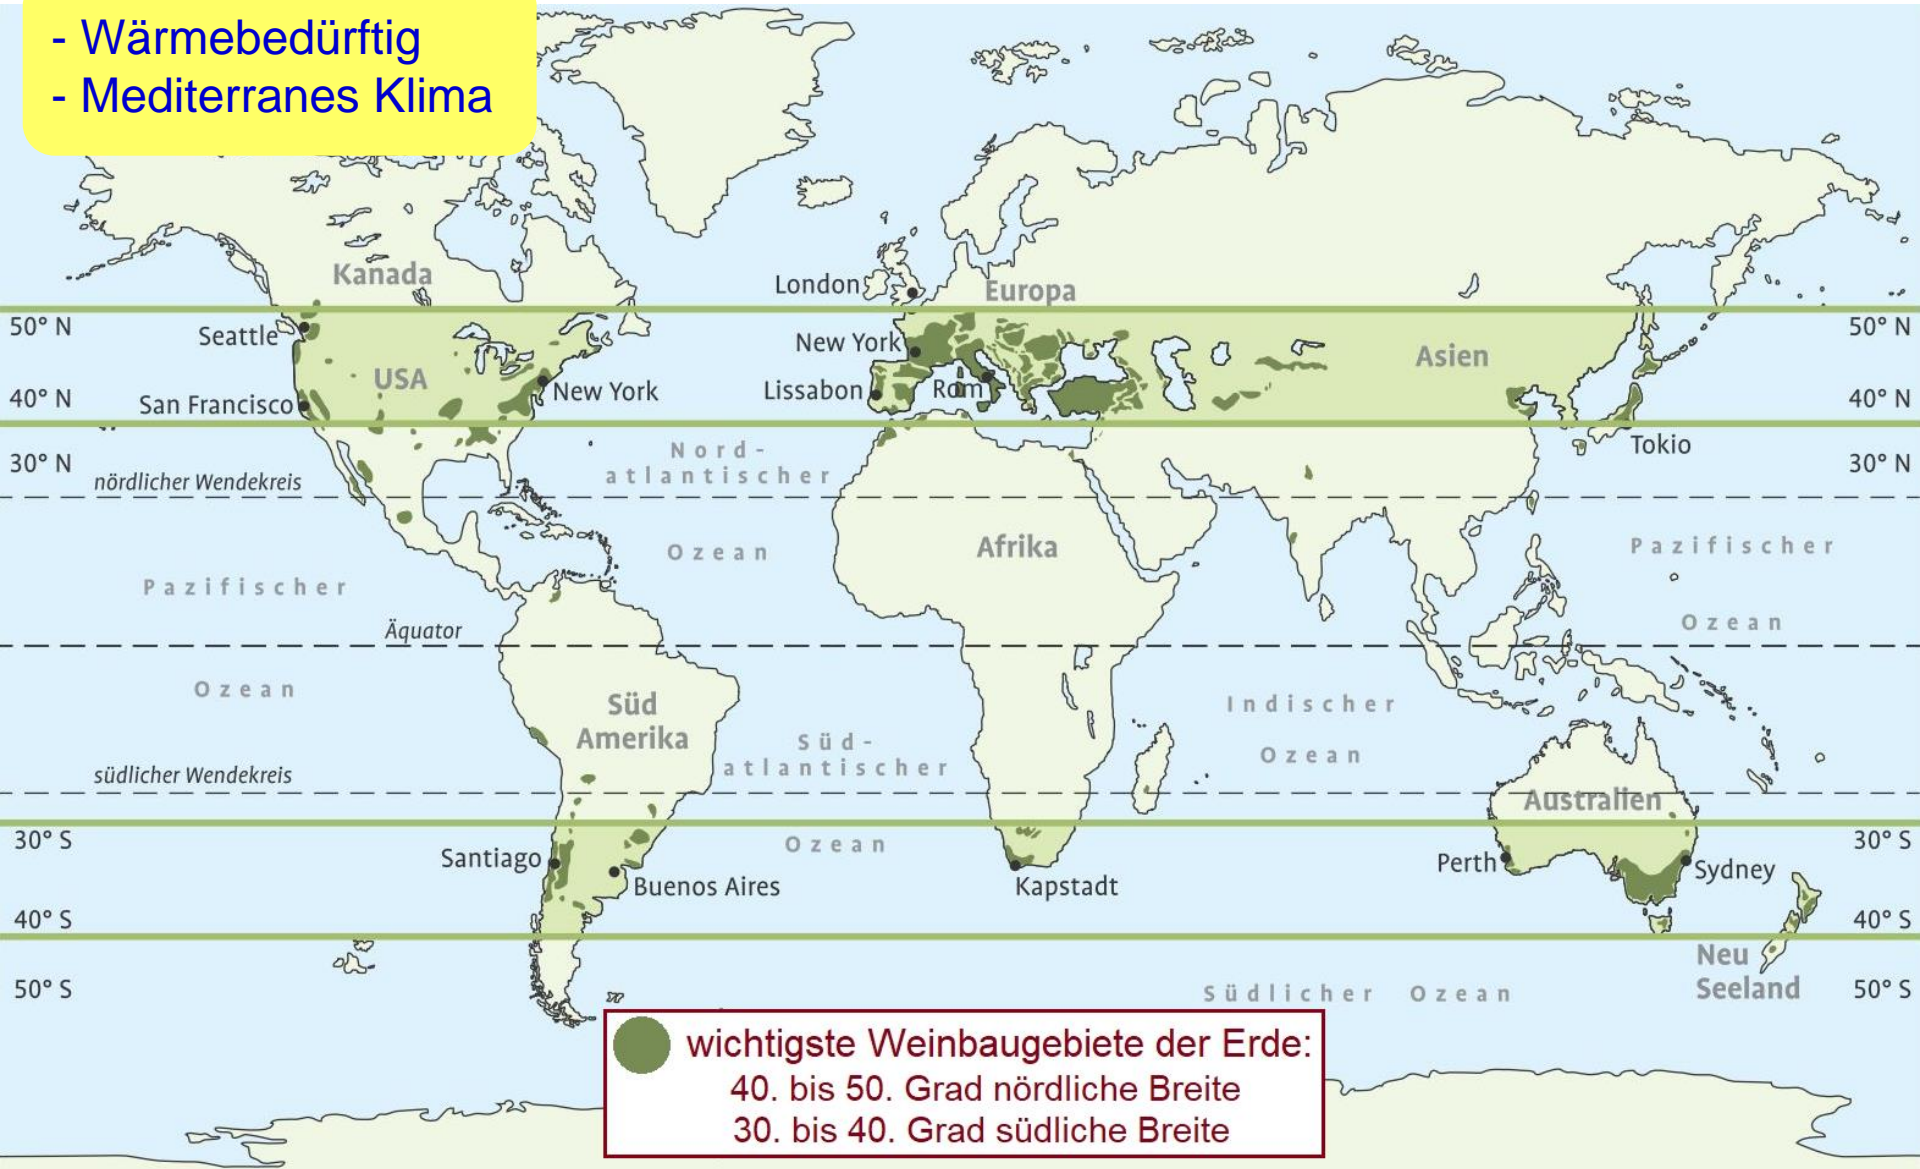 - Wärmebedürftig
- Mediterranes Klima
Kanada
London
Europa
50° N
50° N
Seattle
New York
Asien
USA
New York
Lissabon
Rom
40° N
40° N
San Francisco
Tokio
Nord-
atlantischer
30° N
30° N
nördlicher Wendekreis
Ozean
Afrika
Pazifischer
Pazifischer
Ozean
Äquator
Ozean
Süd
Amerika
Indischer
Ozean
Süd-
atlantischer
südlicher Wendekreis
Australien
30° S
30° S
Ozean
Santiago
Perth
Sydney
Buenos Aires
Kapstadt
40° S
40° S
Neu
Seeland
50° S
50° S
Südlicher Ozean
wichtigste Weinbaugebiete der Erde:
40. bis 50. Grad nördliche Breite
30. bis 40. Grad südliche Breite